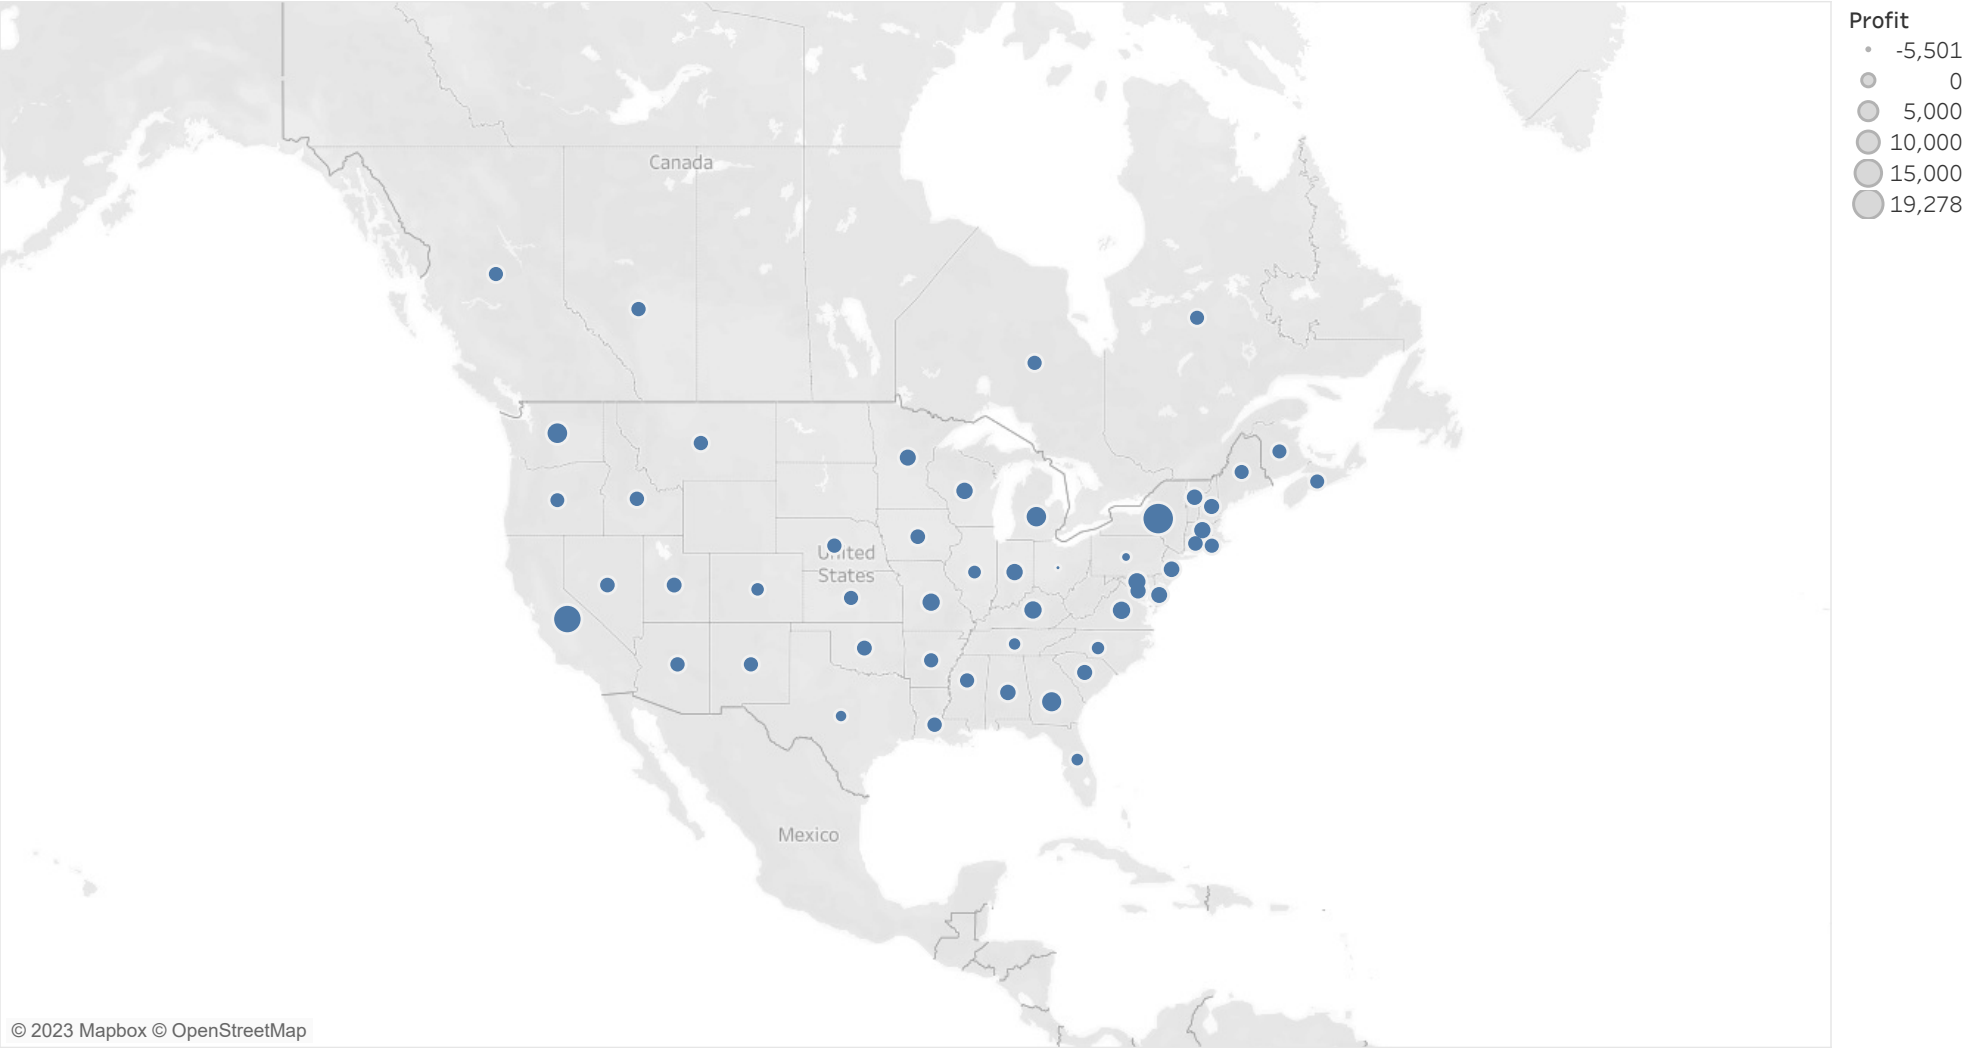 Profit
-5,501
0
5,000
10,000
15,000
19,278
Canada
United
States
Mexico
© 2023 Mapbox © OpenStreetMap